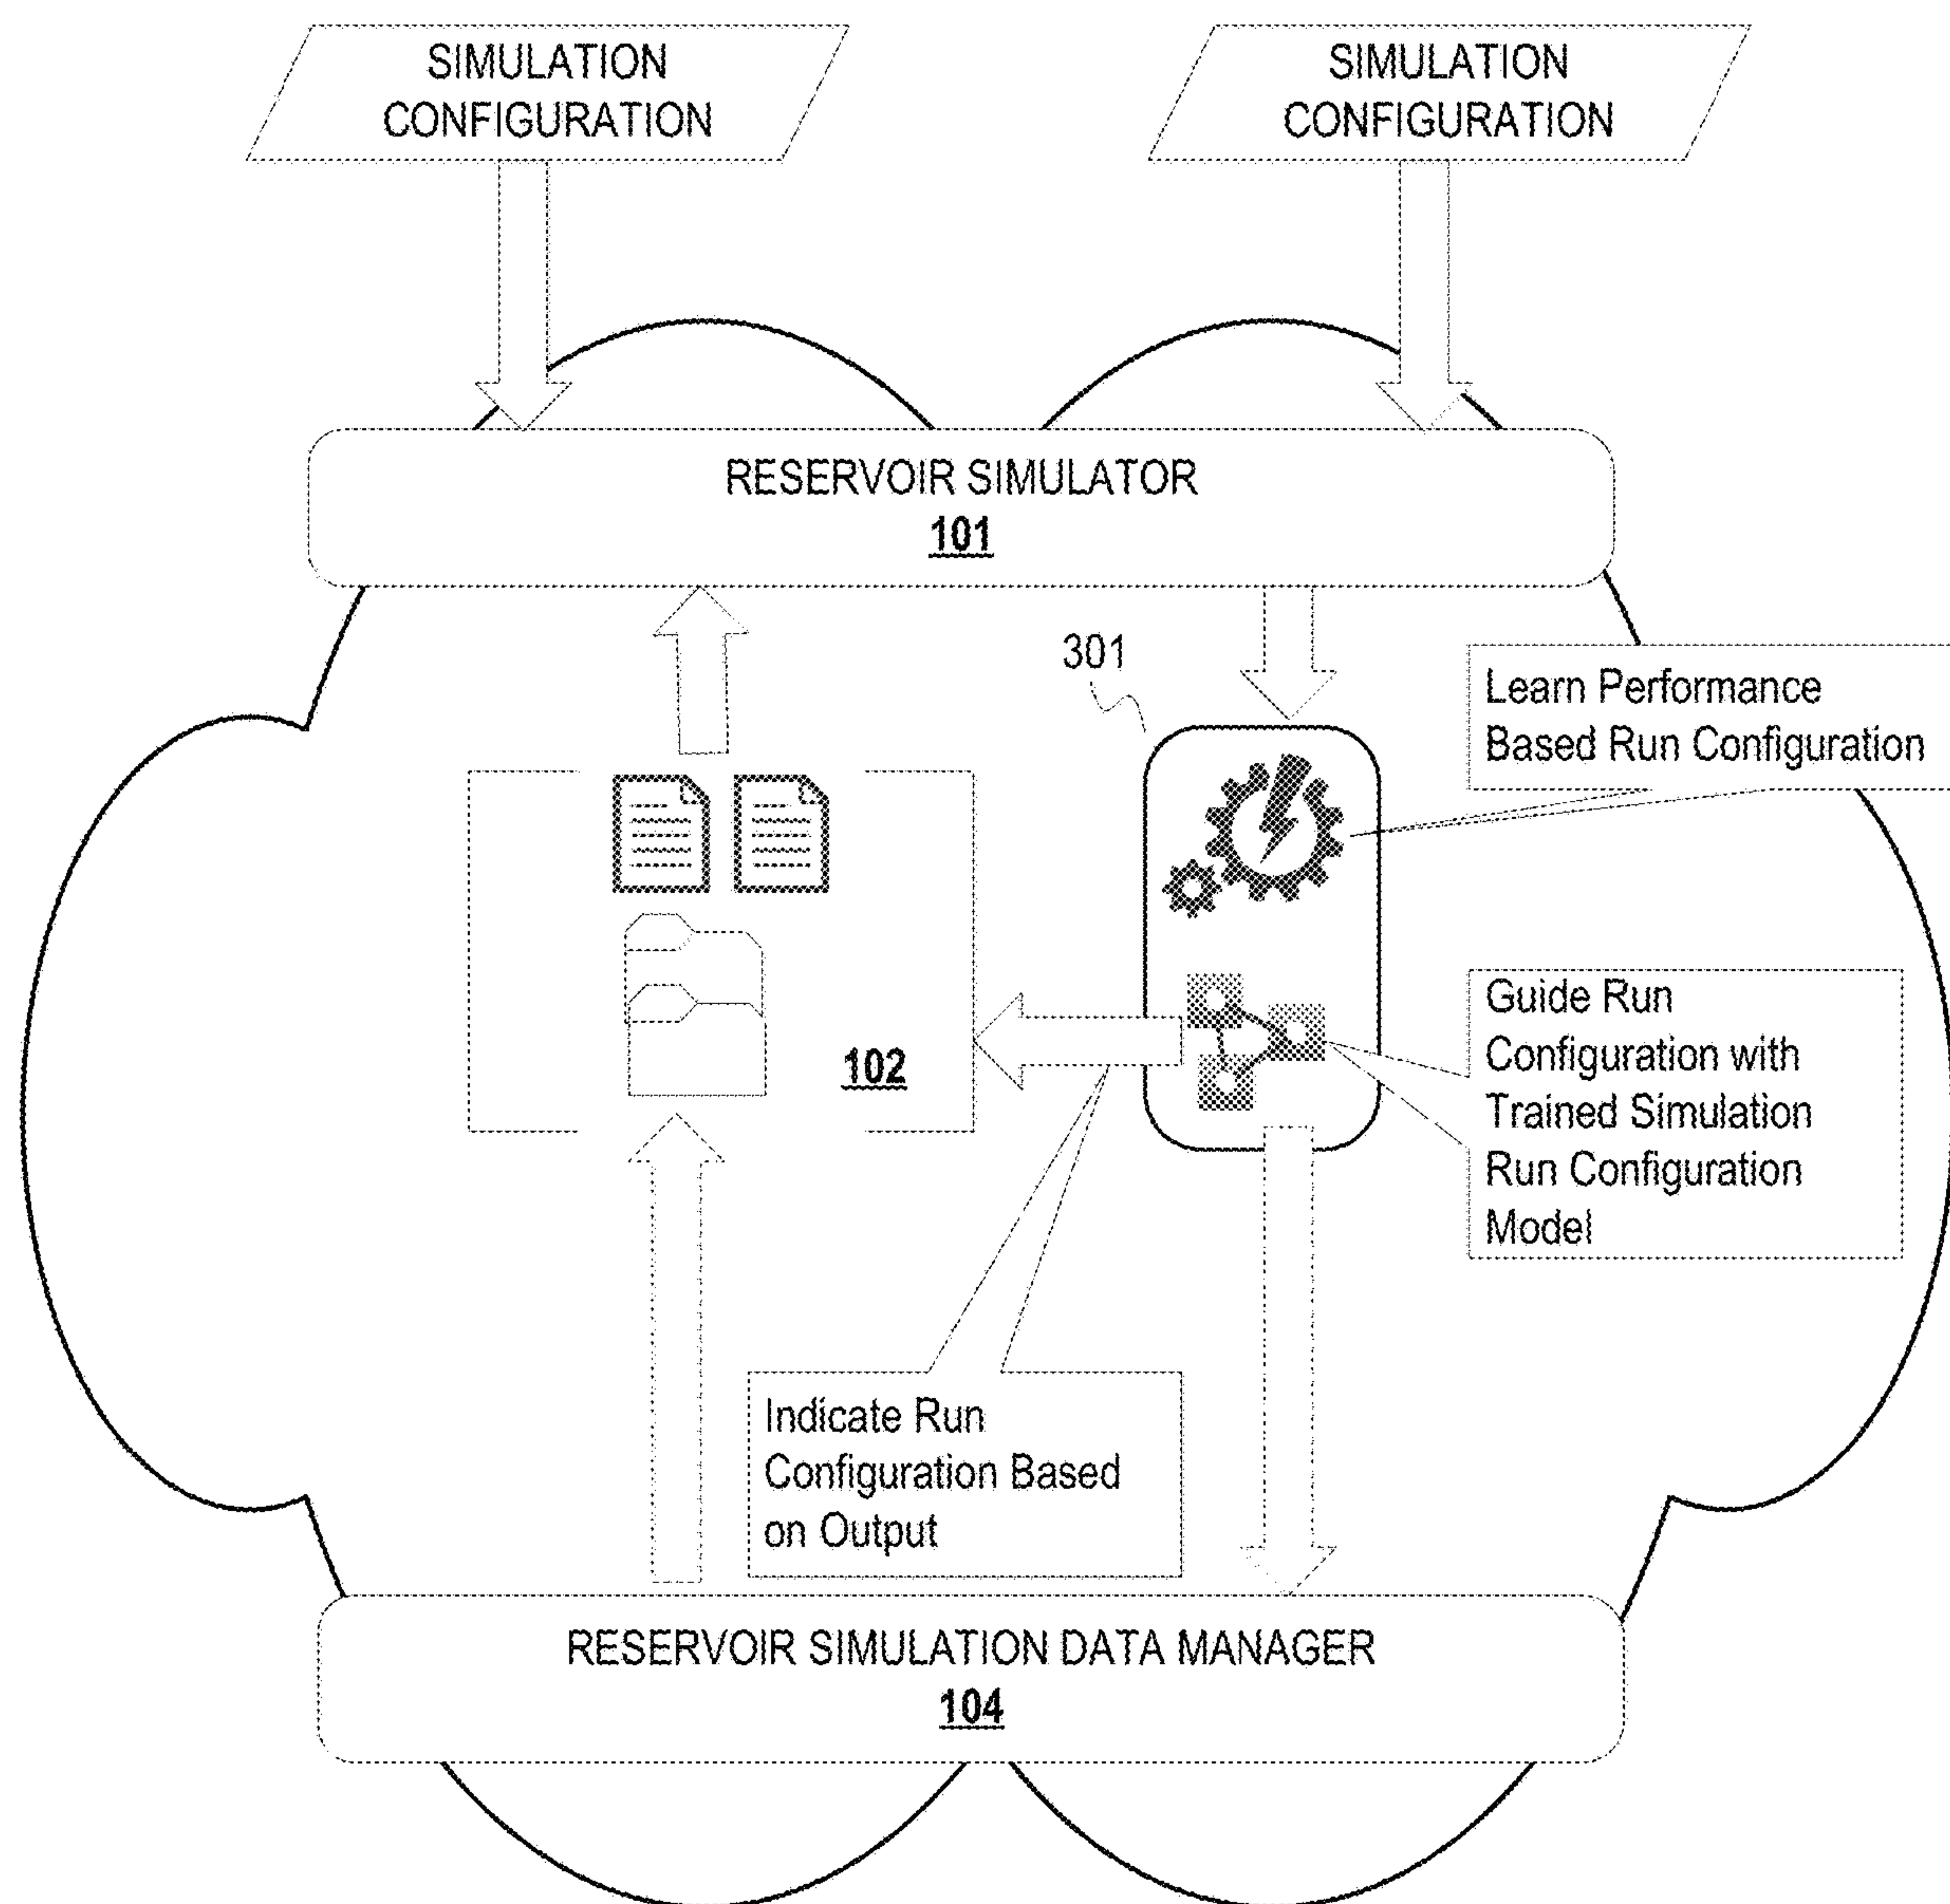 SIMULATION
CONFIGURATION
SIMULATION
CONFIGURATION
RESERVOIR SIMULATOR
101
301
Learn Performance
Based Run Configuration
102
Guide Run
Configuration with
Trained Simulation
Run Configuration
Model
Indicate Run
Configuration Based
on Output
RESERVOIR SIMULATION DATA MANAGER
104